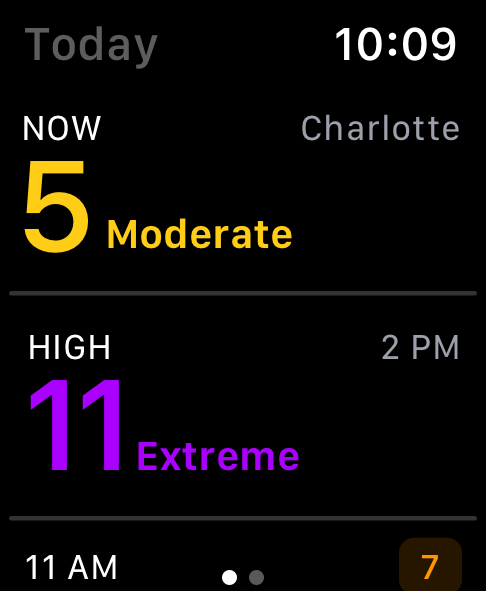 Today 10:09
NOW Charlotte
5 Moderate
HIGH 2 PM
11 Extreme
11 AM 7